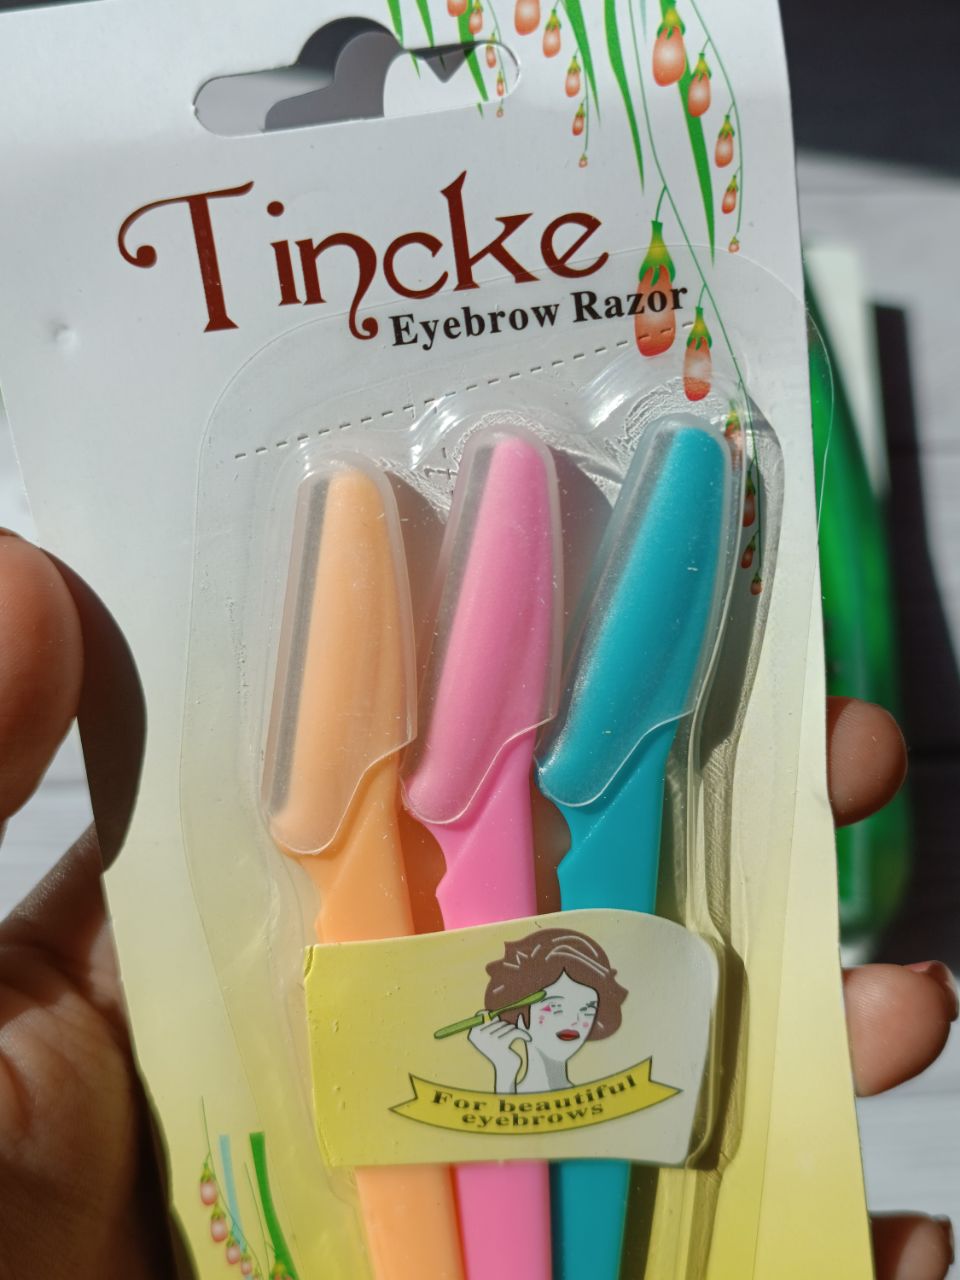 Tincke
Eyebrow Razor
For beautiful
eyebrows